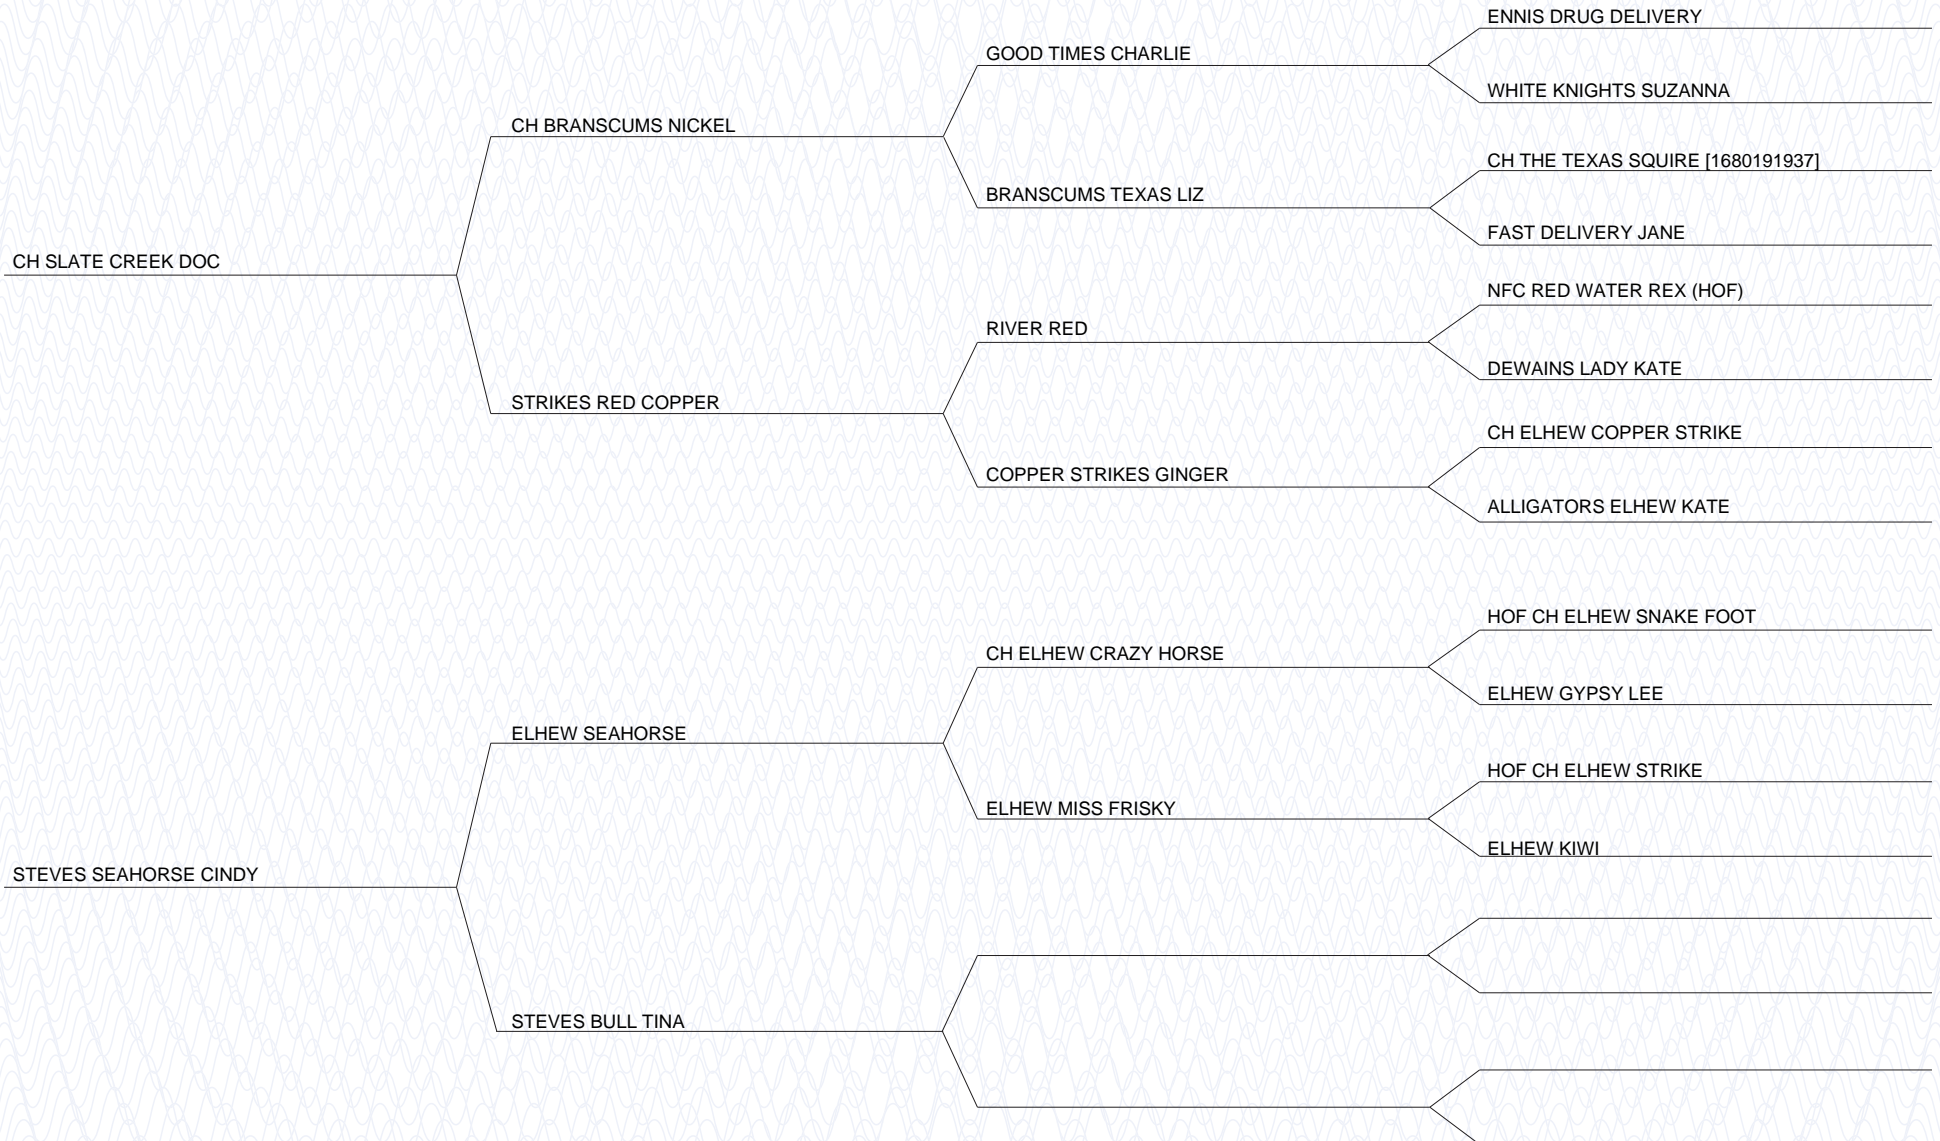 ENNIS DRUG DELIVERY
GOOD TIMES CHARLIE
WHITE KNIGHTS SUZANNA
CH BRANSCUMS NICKEL
CH THE TEXAS SQUIRE [1680191937]
BRANSCUMS TEXAS LIZ
FAST DELIVERY JANE
CH SLATE CREEK DOC
NFC RED WATER REX (HOF)
RIVER RED
DEWAINS LADY KATE
STRIKES RED COPPER
CH ELHEW COPPER STRIKE
COPPER STRIKES GINGER
ALLIGATORS ELHEW KATE
HOF CH ELHEW SNAKE FOOT
CH ELHEW CRAZY HORSE
ELHEW GYPSY LEE
ELHEW SEAHORSE
HOF CH ELHEW STRIKE
ELHEW MISS FRISKY
ELHEW KIWI
STEVES SEAHORSE CINDY
STEVES BULL TINA